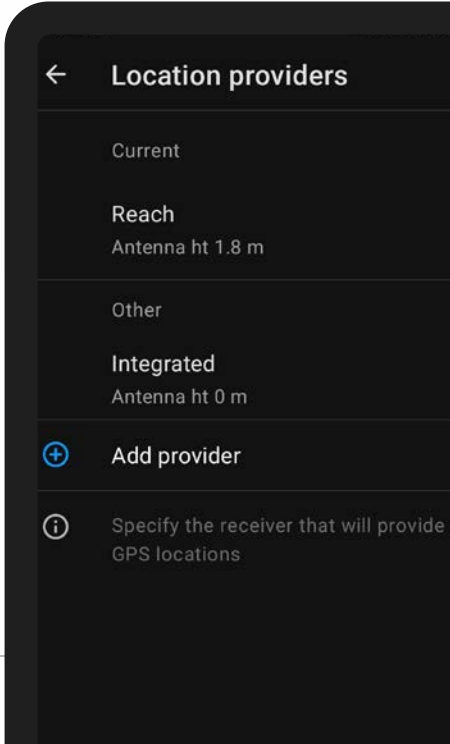 Location providers
Current
Reach
Antenna ht 1.8 m
Other
Integrated
Antenna ht 0 m
Add provider
Specify the receiver that will provide
GPS locations